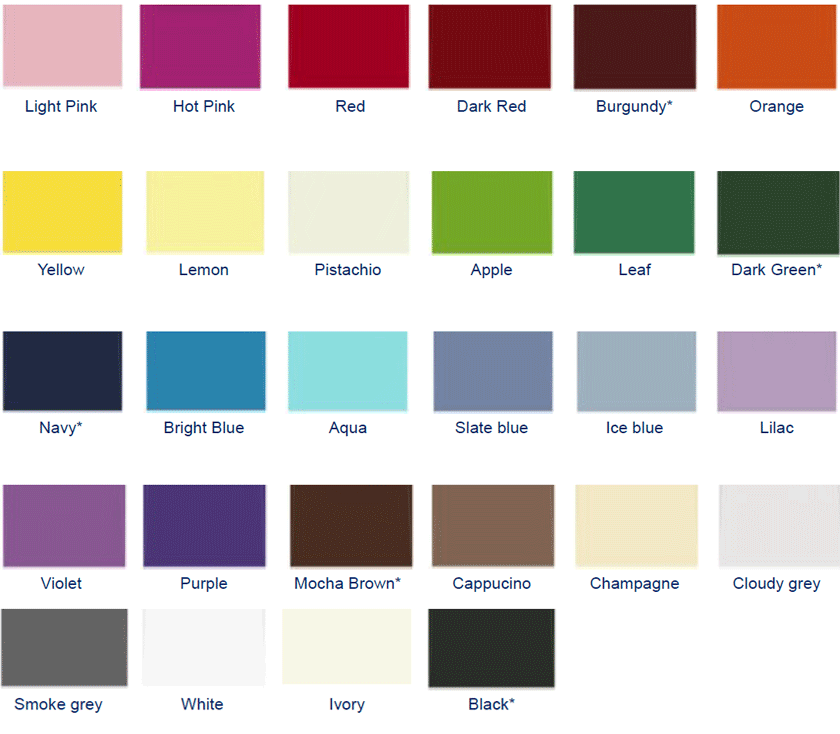 Light Pink
Hot Pink
Red
Dark Red
Burgundy*
Orange
Yellow
Lemon
Pistachio
Apple
Leaf
Dark Green*
Navy*
Bright Blue
Aqua
Slate blue
Ice blue
Lilac
Violet
Purple
Mocha Brown*
Cappucino
Champagne
Cloudy grey
Smoke grey
White
Ivory
Black*